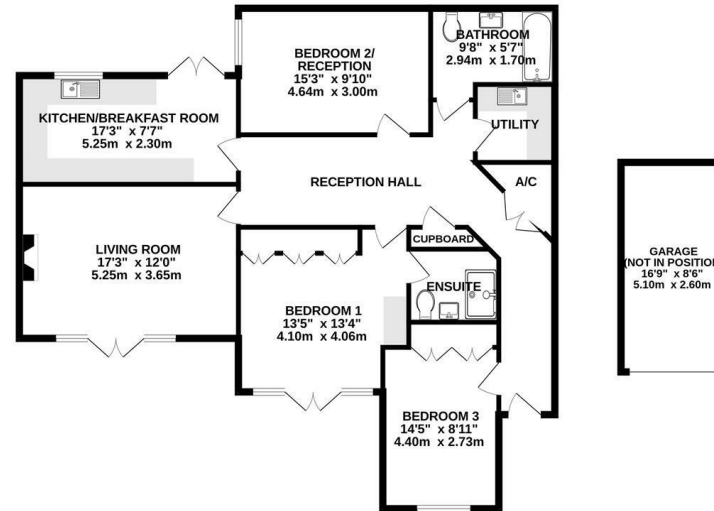 BATHROOM
9'8" x 5'7"
2.94m x 1.70m
BEDROOM 2/
RECEPTION
15'3" x 9'10"
4.64m x 3.00m
KITCHEN/BREAKFAST ROOM
17'3" x 7'7"
5.25m x 2.30m
UTILITY
RECEPTION HALL
A/C
CUPBOARD
LIVING ROOM
17'3" x 12'0"
5.25m x 3.65m
ENSUITE
BEDROOM 1
13'5" x 13'4"
4.10m x 4.06m
BEDROOM 3
14'5" x 8'11"
4.40m x 2.73m
GARAGE
(NOT IN POSITION
16'9" x 8'6"
5.10m x 2.60m